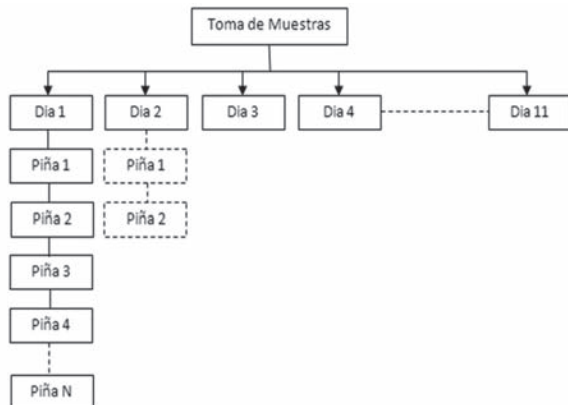 Toma de Muestras
Dia 1
Dia 2
Dia 3
Dia 4
Dia 11
Piña 1
Piña 1
Piña 2
Piña 2
Piña 3
Piña 4
Piña N